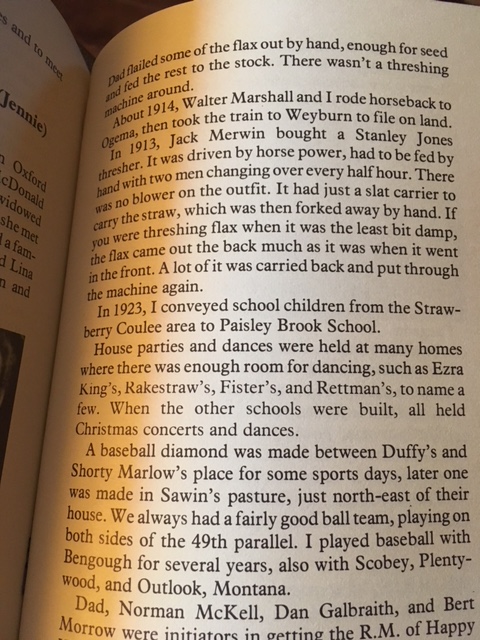 s and to meet
(Jennie)
Oxford
McDonald
widowed
she met
a fam-
d Lina
n and
Dad flailed some of the flax out by hand, enough for seed
and fed the rest to the stock. There wasn't a threshing
machine around.
About 1914, Walter Marshall and I rode horseback to
Ogema, then took the train to Weyburn to file on land.
In 1913, Jack Merwin bought a Stanley Jones
thresher. It was driven by horse power, had to be fed by
hand with two men changing over every half hour. There
was no blower on the outfit. It had just a slat carrier to
carry the straw, which was then forked away by hand. If
you were threshing flax when it was the least bit damp,
the flax came out the back much as it was when it went
in the front. A lot of it was carried back and put through
the machine again.
In 1923, I conveyed school children from the Straw-
berry Coulee area to Paisley Brook School.
House parties and dances were held at many homes
where there was enough room for dancing, such as Ezra
King's, Rakestraw's, Fister's, and Rettman's, to name a
few. When the other schools were built, all held
Christmas concerts and dances.
A baseball diamond was made between Duffy's and
Shorty Marlow's place for some sports days, later one
was made in Sawin's pasture, just north-east of their
house. We always had a fairly good ball team, playing on
both sides of the 49th parallel. I played baseball with
Bengough for several years, also with Scobey, Plenty-
wood, and Outlook, Montana.
Dad, Norman McKell, Dan Galbraith, and Bert
Morrow were initiators in getting the R.M. of Happy